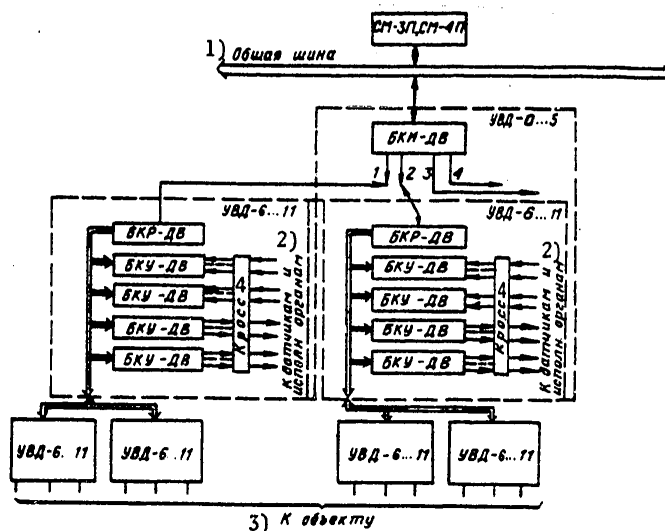 СМ-3П, СМ-4П
1) Общая шина
УВД-0...5
БКМ-ДВ
1 2 3 4
УВД-6...11
УВД-6...11
БКР-ДВ
2)
БКУ-ДВ
БКУ-ДВ
БКУ-ДВ
БКУ-ДВ
4
Кросс
К датчикам и
исполн. органам
БКР-ДВ
2)
БКУ-ДВ
БКУ-ДВ
БКУ-ДВ
БКУ-ДВ
4
Кросс
К датчикам и
исполн. органам
УВД-6. 11
УВД-6 .11
УВД-6...11
УВД-6...11
3) К объекту